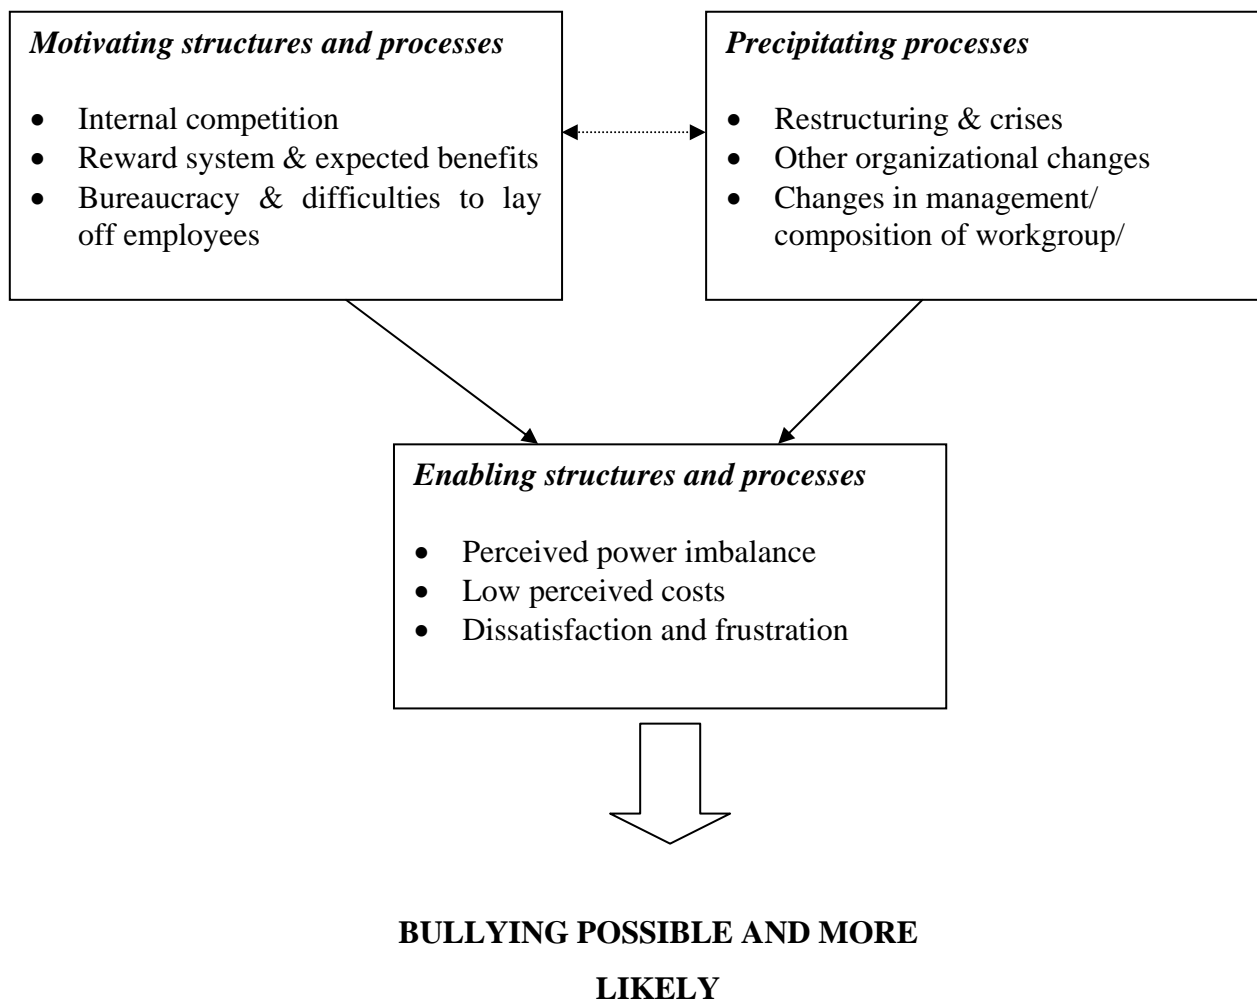 Motivating structures and processes
• Internal competition
• Reward system & expected benefits
• Bureaucracy & difficulties to lay
off employees
Precipitating processes
• Restructuring & crises
• Other organizational changes
• Changes in management/
composition of workgroup/
Enabling structures and processes
• Perceived power imbalance
• Low perceived costs
• Dissatisfaction and frustration
BULLYING POSSIBLE AND MORE
LIKELY